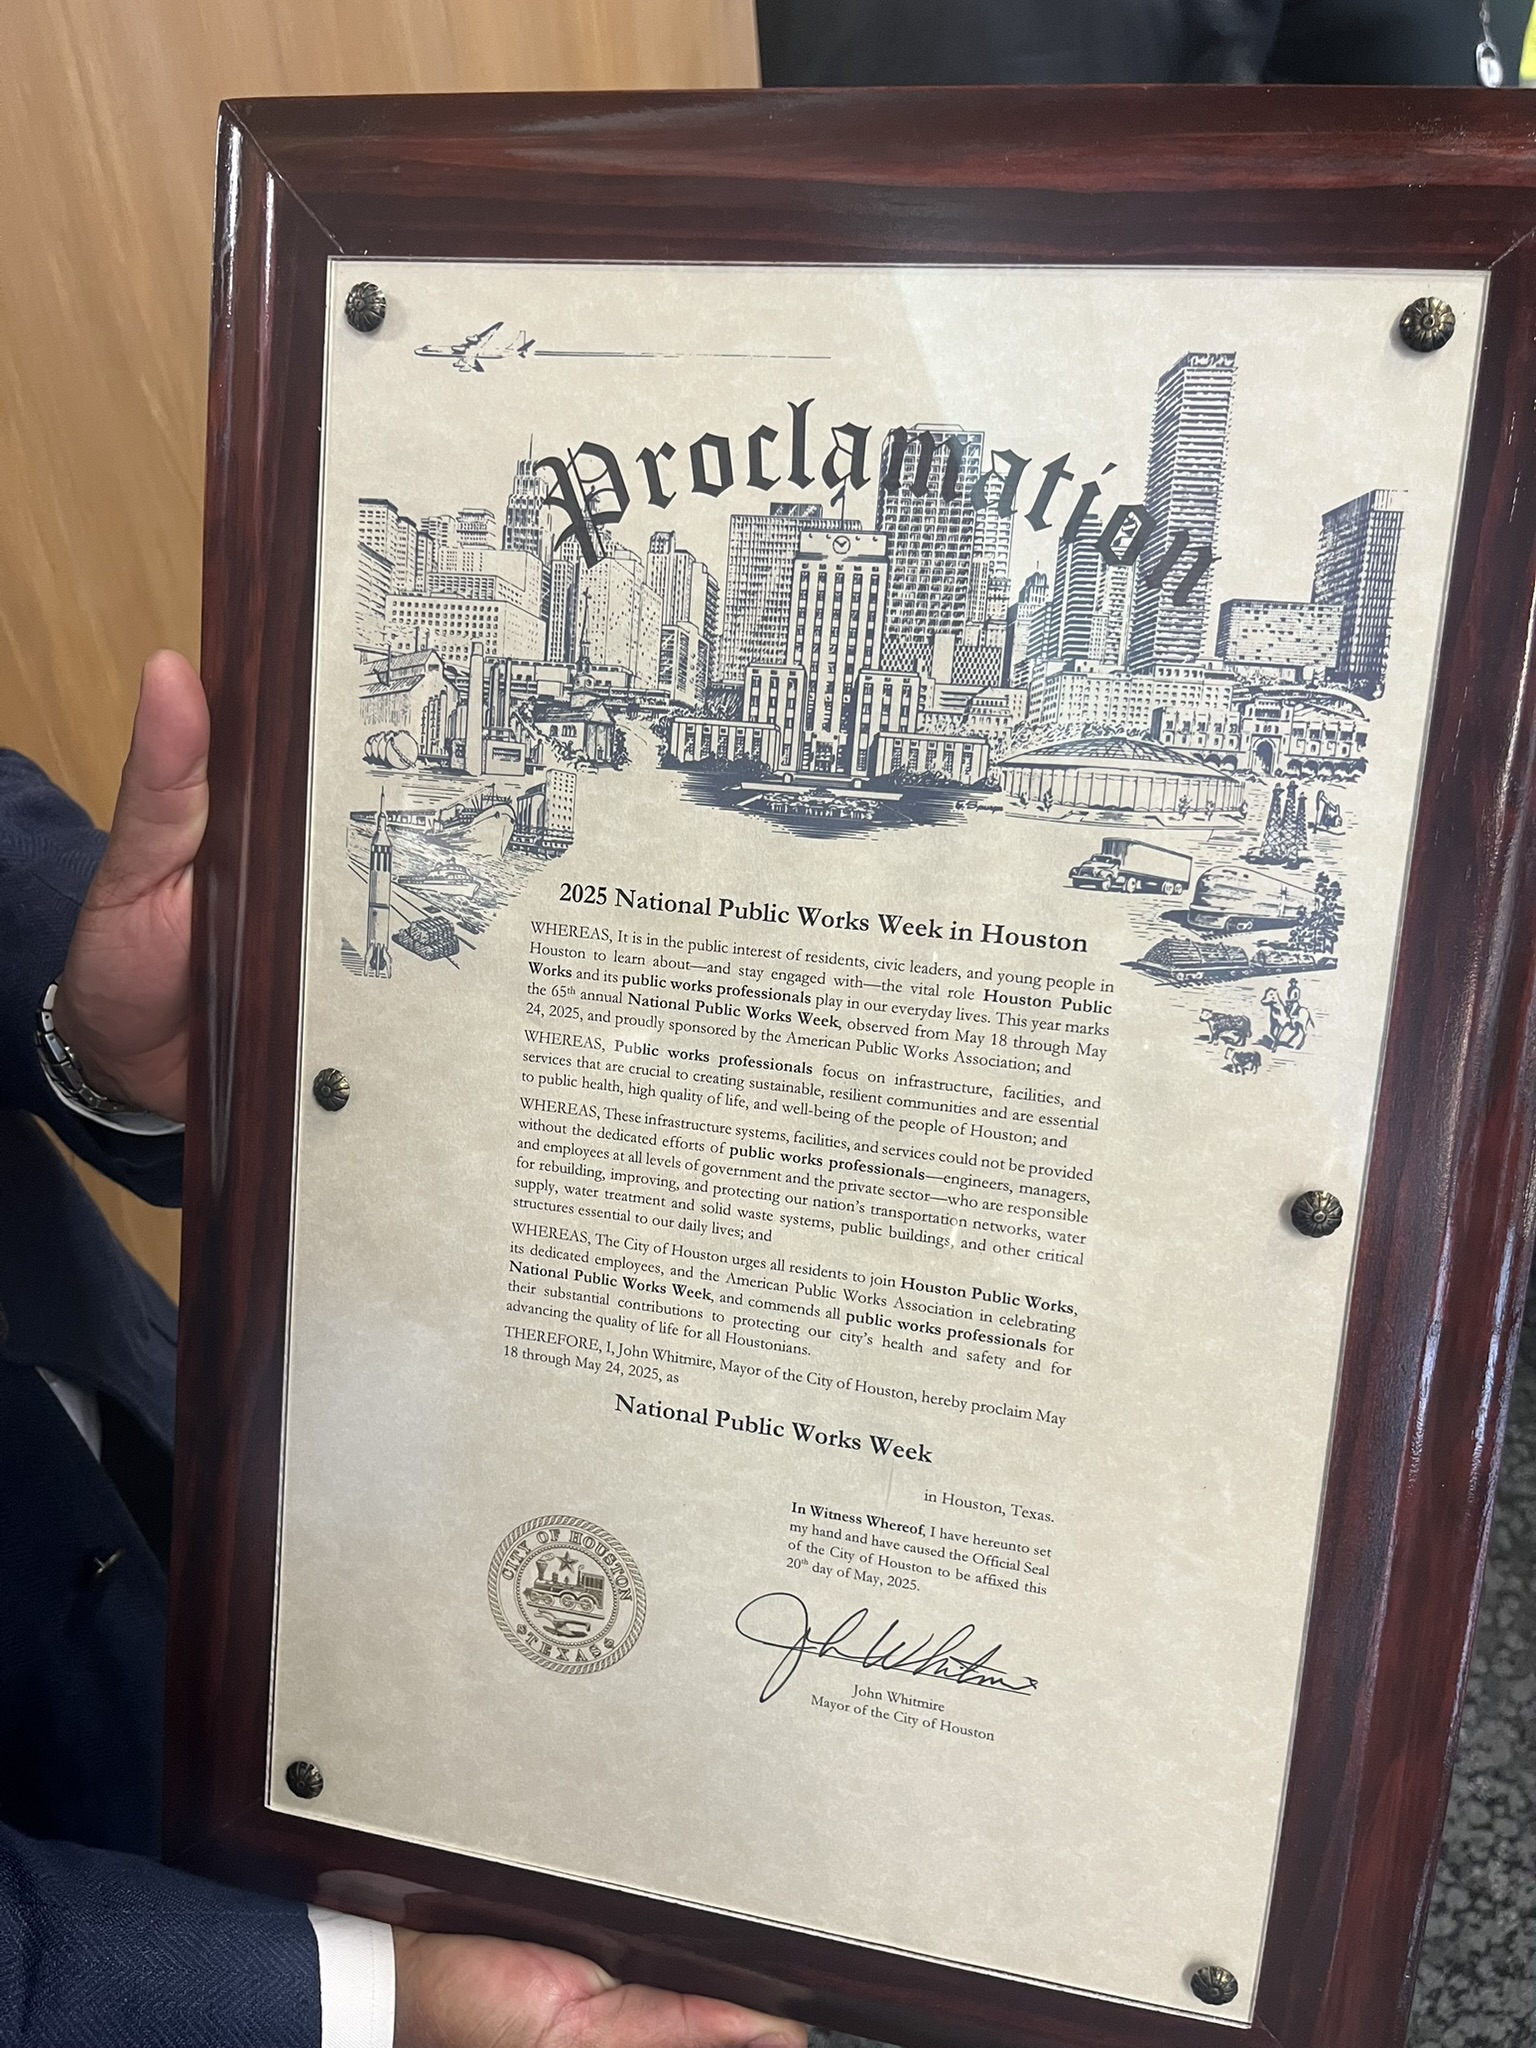 Proclamation
2025 National Public Works Week in Houston
WHEREAS, It is in the public interest of residents, civic leaders, and young people in
Houston to learn about—and stay engaged with—the vital role Houston Public
Works and its public works professionals play in our everyday lives. This year marks
the 65th annual National Public Works Week, observed from May 18 through May
24, 2025, and proudly sponsored by the American Public Works Association; and
WHEREAS, Public works professionals focus on infrastructure, facilities, and
services that are crucial to creating sustainable, resilient communities and are essential
to public health, high quality of life, and well-being of the people of Houston; and
WHEREAS, These infrastructure systems, facilities, and services could not be provided
without the dedicated efforts of public works professionals—engineers, managers,
and employees at all levels of government and the private sector—who are responsible
for rebuilding, improving, and protecting our nation's transportation networks, water
supply, water treatment and solid waste systems, public buildings, and other critical
structures essential to our daily lives; and
WHEREAS, The City of Houston urges all residents to join Houston Public Works,
its dedicated employees, and the American Public Works Association in celebrating
National Public Works Week, and commends all public works professionals for
their substantial contributions to protecting our city's health and safety and for
advancing the quality of life for all Houstonians.
THEREFORE, I, John Whitmire, Mayor of the City of Houston, hereby proclaim May
18 through May 24, 2025, as
National Public Works Week
in Houston, Texas.
In Witness Whereof, I have hereunto set
my hand and have caused the Official Seal
of the City of Houston to be affixed this
20th day of May, 2025.
CITY OF HOUSTON
TEXAS
John Whitmire
John Whitmire
Mayor of the City of Houston